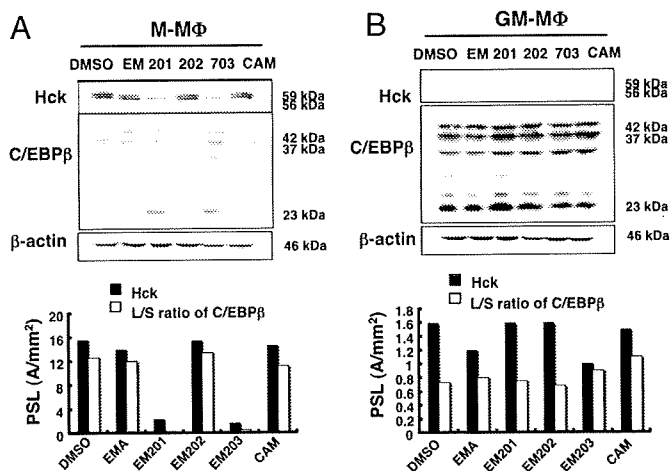 A
M-MΦ
DMSO EM 201 202 703 CAM
Hck
59 kDa
56 kDa
C/EBPβ
42 kDa
37 kDa
23 kDa
β-actin
46 kDa
Hck
L/S ratio of C/EBPβ
PSL (A/mm²)
20
16
12
8
4
0
DMSO
EMA
EM201
EM202
EM203
CAM
B
GM-MΦ
DMSO EM 201 202 703 CAM
Hck
59 kDa
56 kDa
C/EBPβ
42 kDa
37 kDa
23 kDa
β-actin
46 kDa
Hck
L/S ratio of C/EBPβ
PSL (A/mm²)
1.8
1.6
1.4
1.2
1.0
0.8
0.6
0.4
0.2
0
DMSO
EMA
EM201
EM202
EM203
CAM